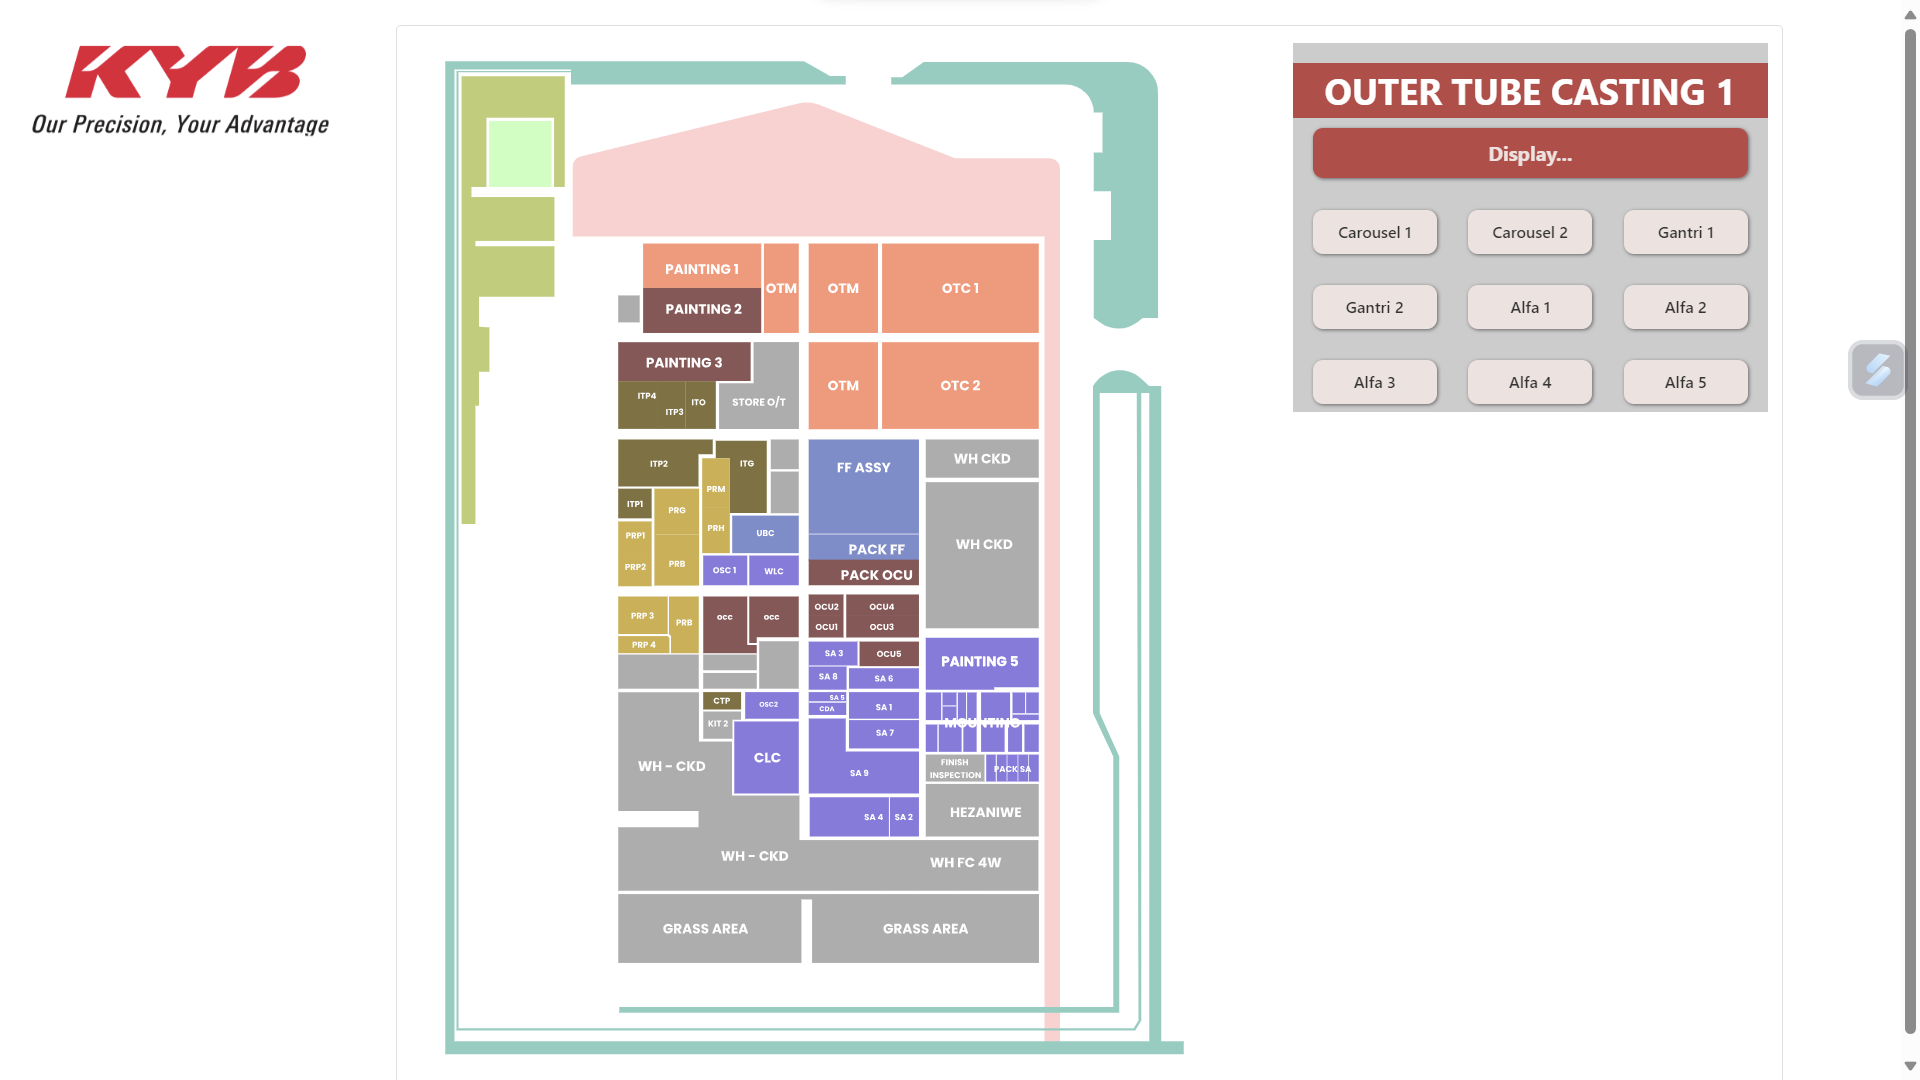 KYB
Our Precision, Your Advantage
OUTER TUBE CASTING 1
Display...
Carousel 1
Carousel 2
Gantri 1
Gantri 2
Alfa 1
Alfa 2
Alfa 3
Alfa 4
Alfa 5
PAINTING 1
PAINTING 2
OTM
OTM
OTC 1
PAINTING 3
ITP4
ITP3
ITO
STORE O/T
OTM
OTC 2
ITP2
ITG
PRM
ITP1
PRG
PRH
UBC
PRP1
PRP2
PRB
OSC 1
WLC
FF ASSY
PACK FF
PACK OCU
WH CKD
WH CKD
PRP 3
PRB
PRP 4
occ
occ
OCU2
OCU4
OCU1
OCU3
SA 3
OCU5
SA 8
SA 6
PAINTING 5
CTP
OSC2
KIT 2
SA 5
CDA
SA 1
SA 7
MOUNTING
WH - CKD
CLC
SA 9
FINISH
INSPECTION
PACK SA
SA 4
SA 2
HEZANIWE
WH - CKD
WH FC 4W
GRASS AREA
GRASS AREA